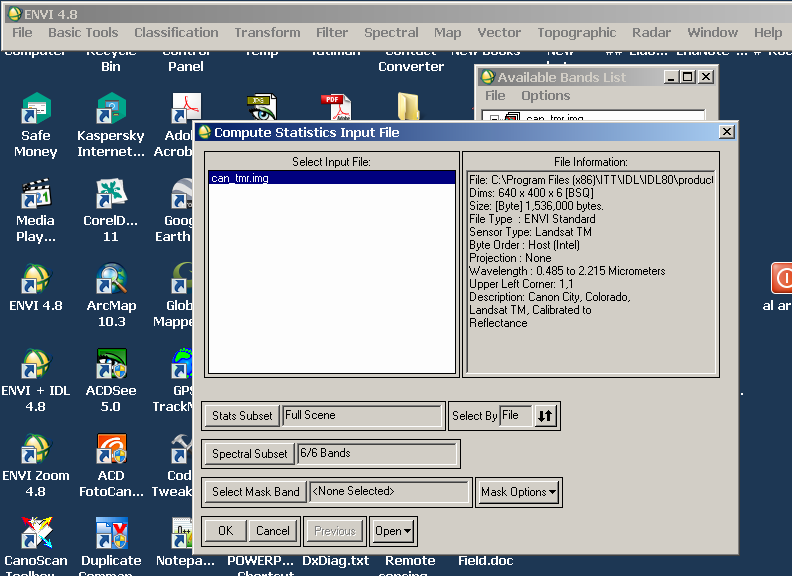 ENVI 4.8
File Basic Tools Classification Transform Filter Spectral Map Vector Topographic Radar Window Help
Computer Recycle Bin
Control Panel
Temp
Contact Converter
New Books
New
Available Bands List
File Options
can_tmr.img
Safe Money
Kaspersky Internet...
Acrob
Media Play...
CorelD... 11
Goog
Earth
ENVI 4.8
ArcMap 10.3
Glob
Mappe
ENVI + IDL 4.8
ACDSee 5.0
GPS
TrackM
ENVI Zoom 4.8
ACD FotoCan...
Cod
Tweak
CanoScan
Duplicate
Notepa...
POWERP...
DxDiag.txt
Remote
Field.doc
al ar
Compute Statistics Input File
Select Input File:
can_tmr.img
File Information:
File: C:\Program Files (x86)\ITT\IDL\IDL80\product
Dims: 640 x 400 x 6 [BSQ]
Size: [Byte] 1,536,000 bytes.
File Type : ENVI Standard
Sensor Type: Landsat TM
Byte Order : Host (Intel)
Projection : None
Wavelength : 0.485 to 2.215 Micrometers
Upper Left Corner: 1,1
Description: Canon City, Colorado,
Landsat TM, Calibrated to
Reflectance
Stats Subset Full Scene Select By File
Spectral Subset 6/6 Bands
Select Mask Band <None Selected> Mask Options
OK Cancel Previous Open